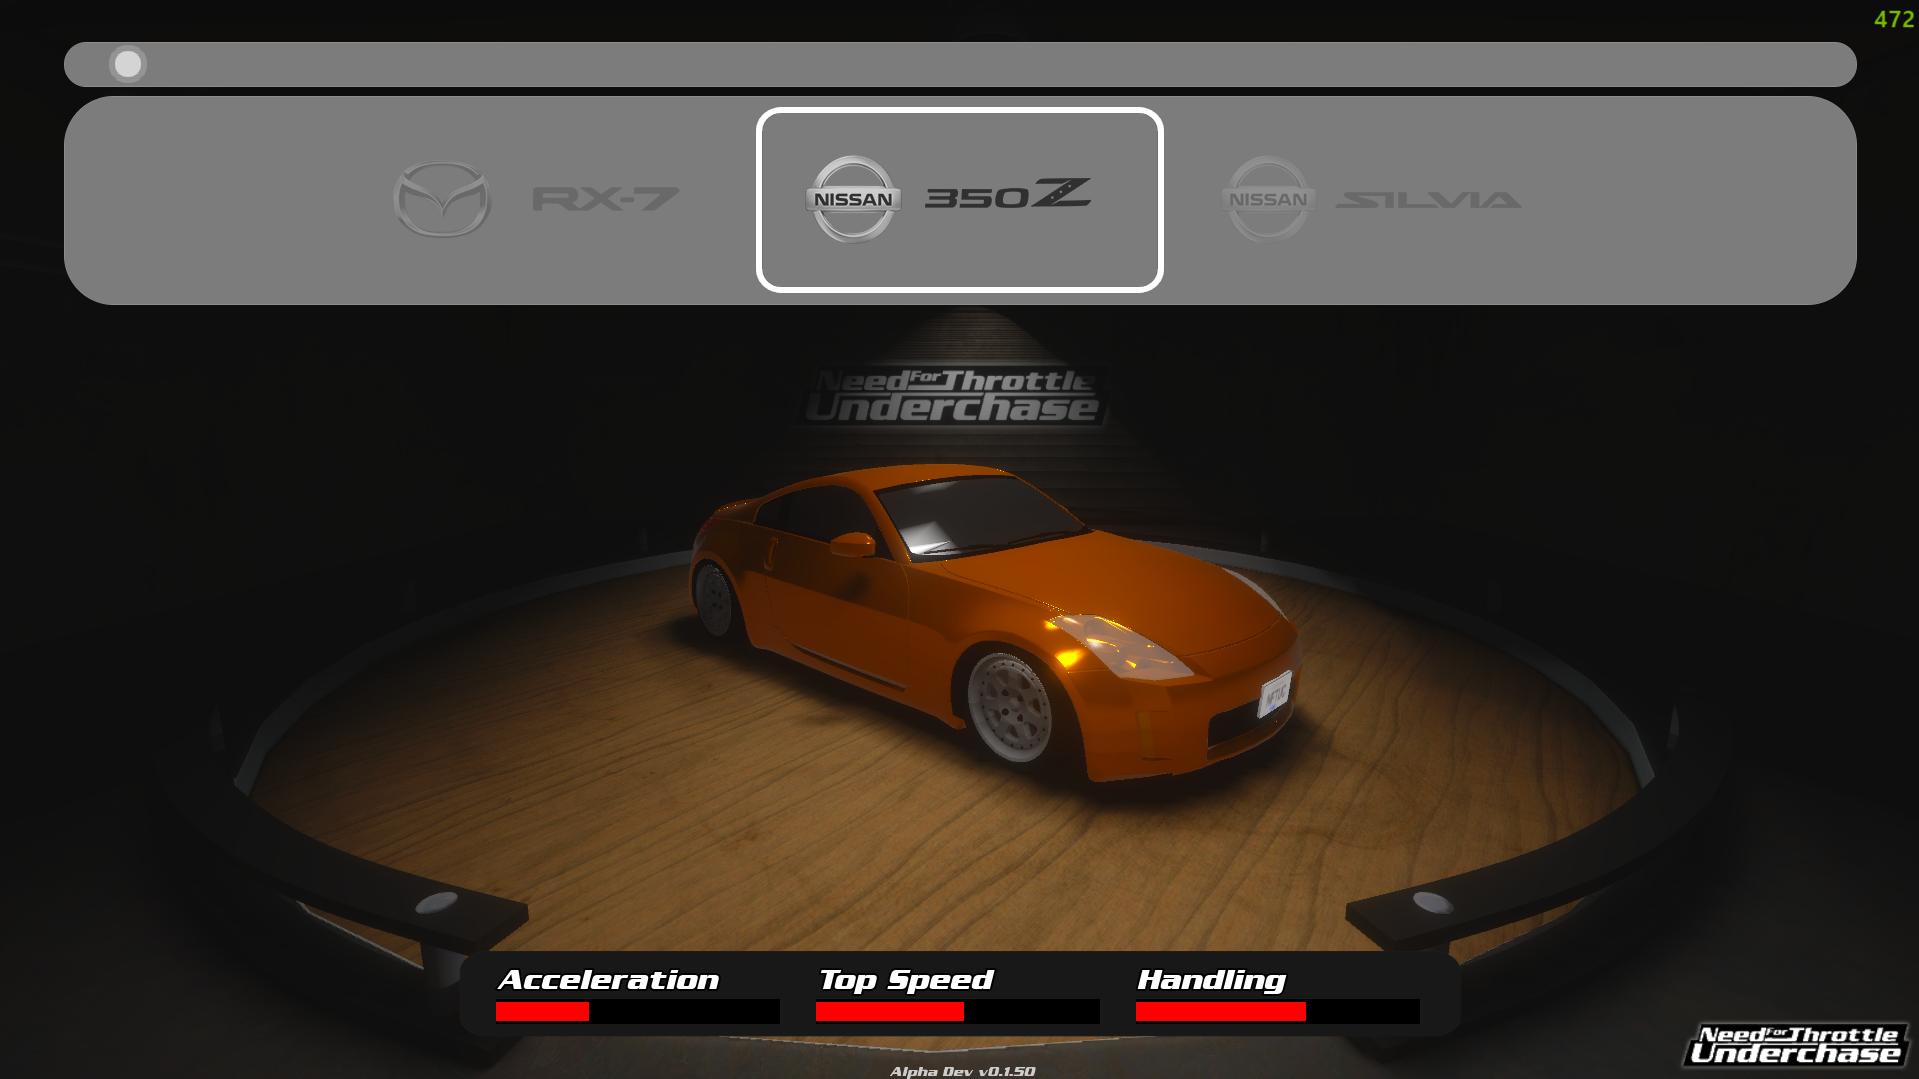 472
RX-7
NISSAN
350Z
NISSAN
SILVIA
Need For Throttle
Underchase
NFTUC
Acceleration
Top Speed
Handling
Need For Throttle
Underchase
Alpha Dev v0.1.50